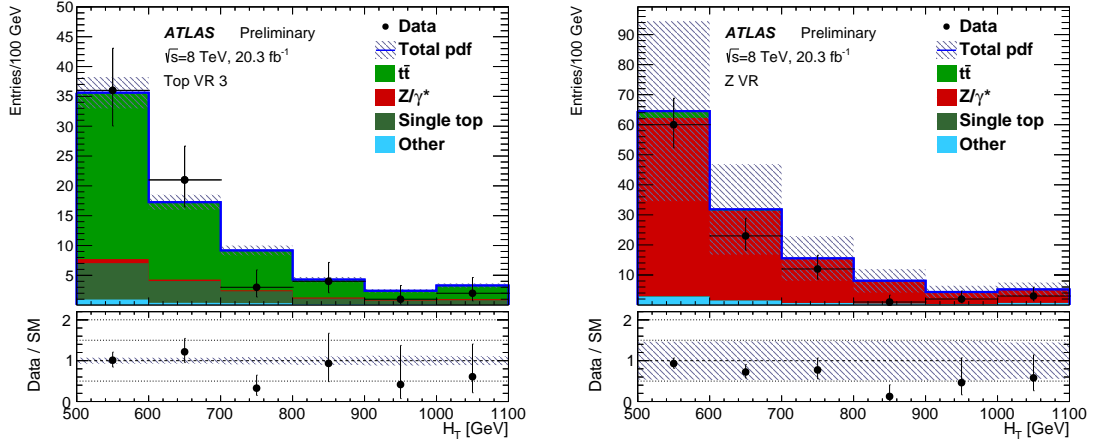 Entries/100 GeV
50
45
40
35
30
25
20
15
10
5
ATLAS Preliminary
√s=8 TeV, 20.3 fb⁻¹
Top VR 3
Data
Total pdf
tt̄
Z/γ*
Single top
Other
Data / SM
2
1
0
500 600 700 800 900 1000 1100
H_T [GeV]
Entries/100 GeV
90
80
70
60
50
40
30
20
10
ATLAS Preliminary
√s=8 TeV, 20.3 fb⁻¹
Z VR
Data
Total pdf
tt̄
Z/γ*
Single top
Other
Data / SM
2
1
0
500 600 700 800 900 1000 1100
H_T [GeV]